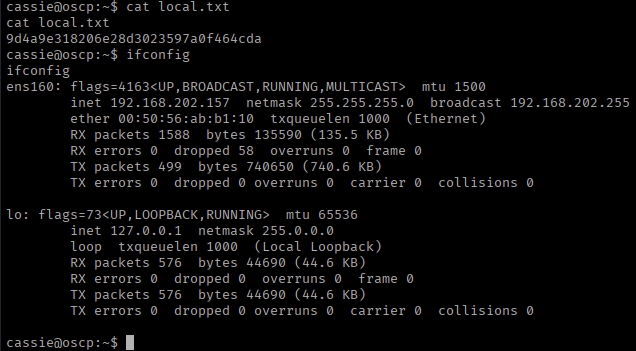 cassie@oscp:~$ cat local.txt
cat local.txt
9d4a9e318206e28d3023597a0f464cda
cassie@oscp:~$ ifconfig
ifconfig
ens160: flags=4163<UP,BROADCAST,RUNNING,MULTICAST>  mtu 1500
        inet 192.168.202.157  netmask 255.255.255.0  broadcast 192.168.202.255
        ether 00:50:56:ab:b1:10  txqueuelen 1000  (Ethernet)
        RX packets 1588  bytes 135590 (135.5 KB)
        RX errors 0  dropped 58  overruns 0  frame 0
        TX packets 499  bytes 740650 (740.6 KB)
        TX errors 0  dropped 0 overruns 0  carrier 0  collisions 0

lo: flags=73<UP,LOOPBACK,RUNNING>  mtu 65536
        inet 127.0.0.1  netmask 255.0.0.0
        loop  txqueuelen 1000  (Local Loopback)
        RX packets 576  bytes 44690 (44.6 KB)
        RX errors 0  dropped 0  overruns 0  frame 0
        TX packets 576  bytes 44690 (44.6 KB)
        TX errors 0  dropped 0 overruns 0  carrier 0  collisions 0

cassie@oscp:~$